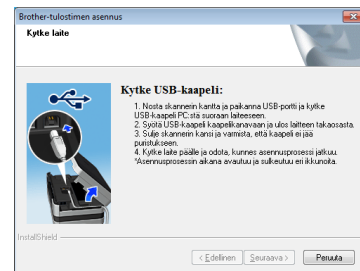 Brother-tulostimen asennus
Kytke laite
Kytke USB-kaapeli:
1. Nosta skannerin kantta ja paikanna USB-portti ja kytke
USB-kaapeli PC:stä suoraan laitteeseen.
2. Syötä USB-kaapeli kaapelikanavaan ja ulos laitteen takaosasta.
3. Sulje skannerin kansi ja varmista, että kaapeli ei jää
puristukseen.
4. Kytke laite päälle ja odota, kunnes asennusprosessi jatkuu.
*Asennusprosessin aikana avautuu ja sulkeutuu eri ikkunoita.
InstallShield
< Edellinen
Seuraava >
Peruuta